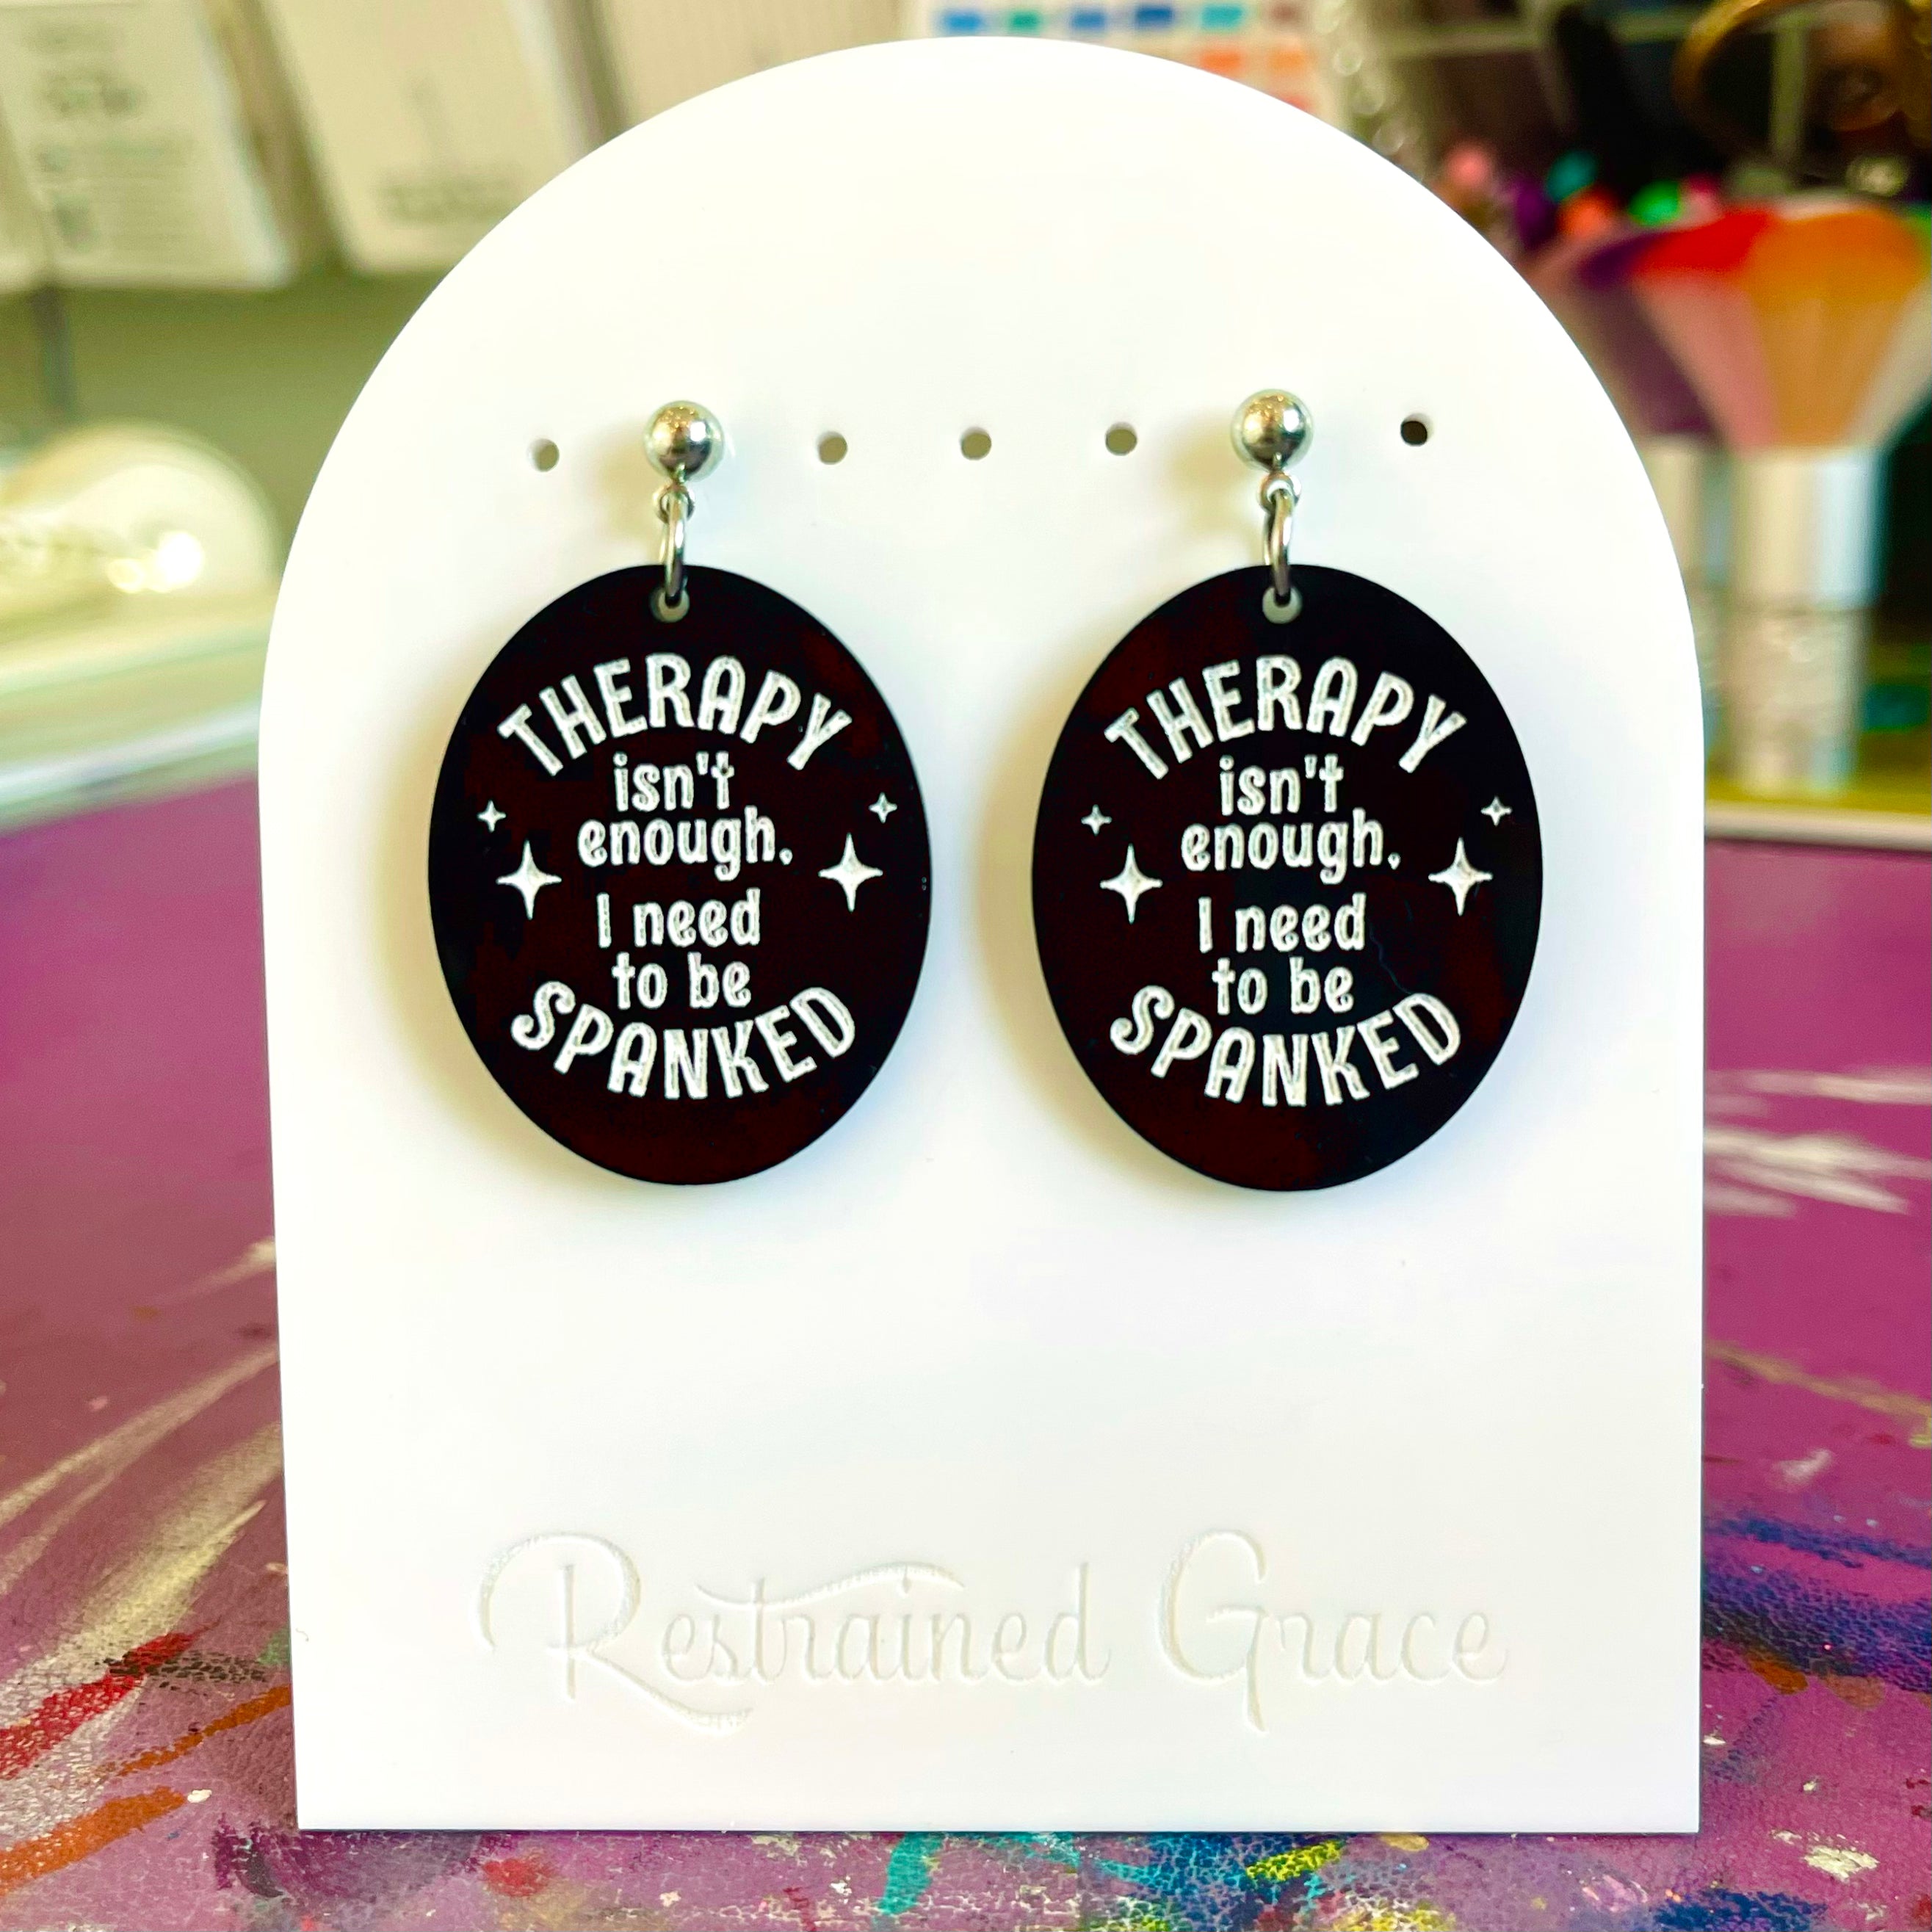 THERAPY
isn't
enough.
I need
to be
SPANKED
THERAPY
isn't
enough.
I need
to be
SPANKED
Restrained Grace